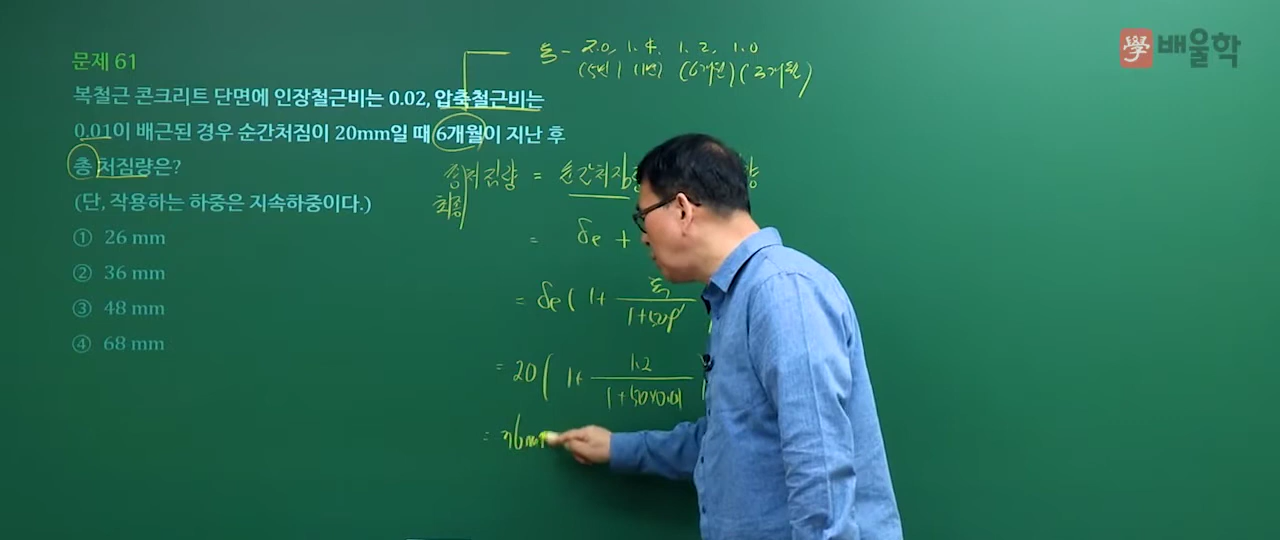 ξ - 2.0, 1.4, 1.2, 1.0
(5년) (1년) (6개월) (3개월)
學 배울학
문제 61
복철근 콘크리트 단면에 인장철근비는 0.02, 압축철근비는
0.01이 배근된 경우 순간처짐이 20mm일 때 6개월이 지난 후
총 처짐량은?
(단, 작용하는 하중은 지속하중이다.)
① 26 mm
② 36 mm
③ 48 mm
④ 68 mm
총처짐량 = 순간처짐
최종
= δe +
= δe ( 1+ ξ / 1+50ρ'
= 20 ( 1+ 1.2 / 1+50×0.01
= 36m